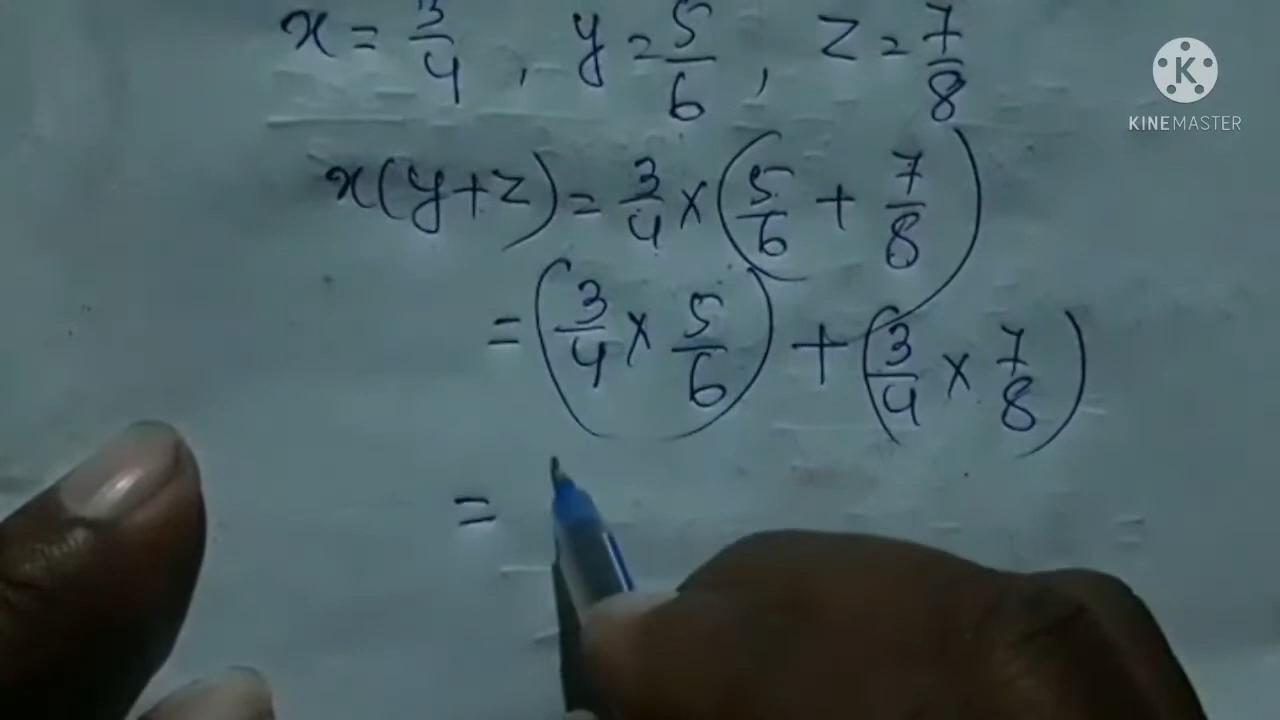 x = 3/4 , y = 5/6 , z = 7/8
K
KINEMASTER
x(y+z) = 3/4 × (5/6 + 7/8)
= (3/4 × 5/6) + (3/4 × 7/8)
=